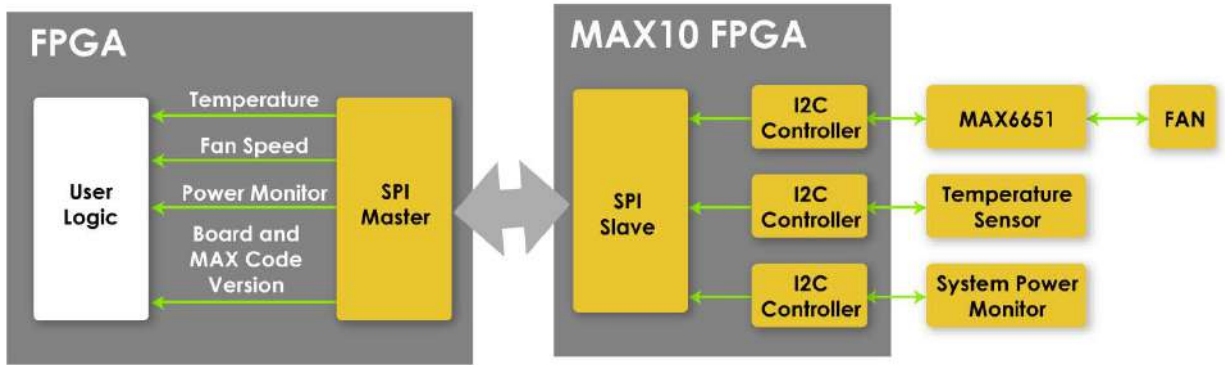 FPGA
User
Logic
Temperature
Fan Speed
Power Monitor
Board and
MAX Code
Version
SPI
Master
MAX10 FPGA
SPI
Slave
I2C
Controller
MAX6651
FAN
I2C
Controller
Temperature
Sensor
I2C
Controller
System Power
Monitor